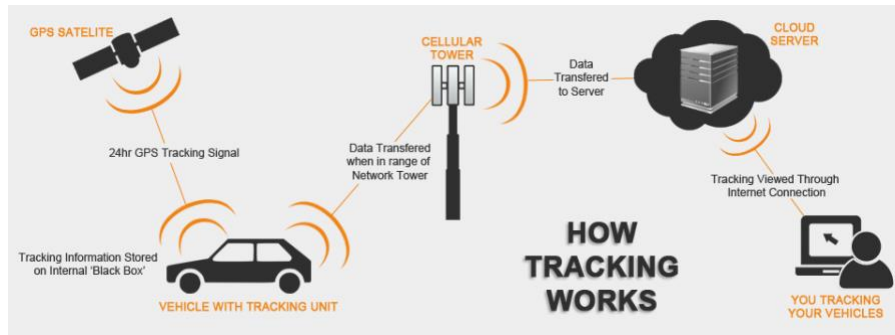 GPS SATELITE
24hr GPS Tracking Signal
Tracking Information Stored
on Internal 'Black Box'
VEHICLE WITH TRACKING UNIT
Data Transfered
when in range of
Network Tower
CELLULAR
TOWER
Data
Transfered
to Server
CLOUD
SERVER
Tracking Viewed Through
Internet Connection
HOW
TRACKING
WORKS
YOU TRACKING
YOUR VEHICLES